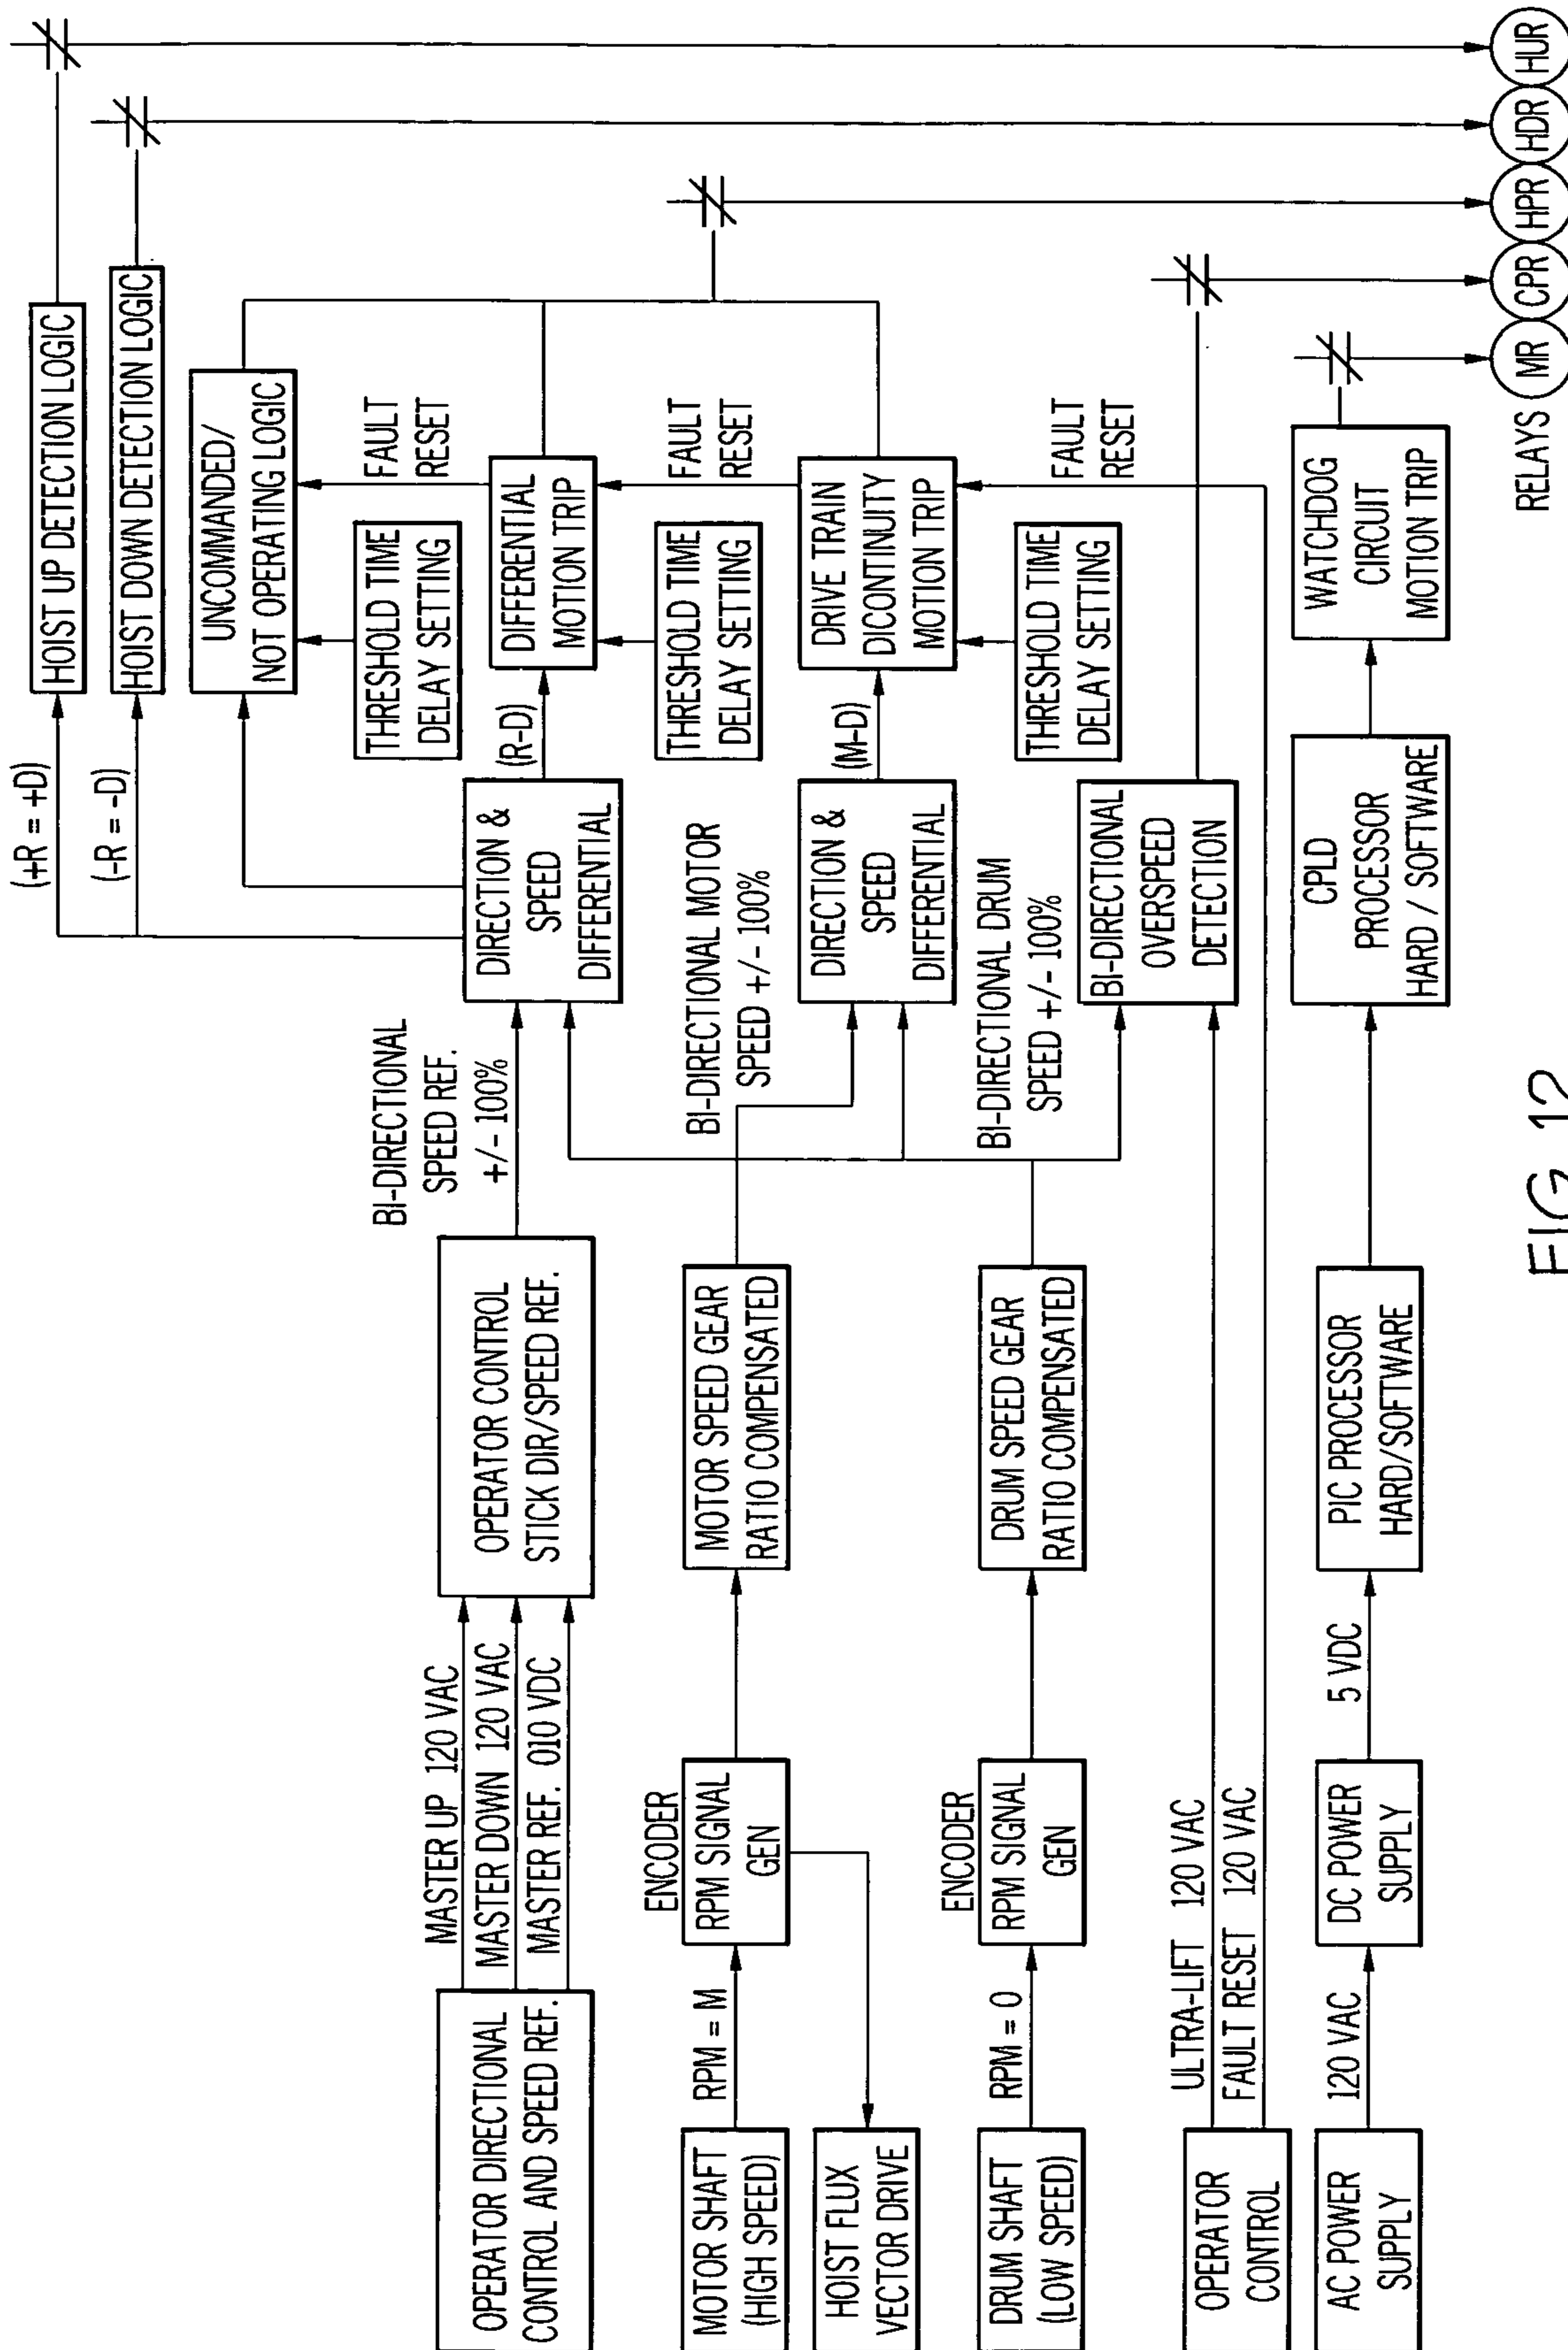 OPERATOR DIRECTIONAL
CONTROL AND SPEED REF.
MASTER UP 120 VAC
MASTER DOWN 120 VAC
MASTER REF. 010 VDC
OPERATOR CONTROL
STICK DIR/SPEED REF.
BI-DIRECTIONAL
SPEED REF.
+/- 100%
DIRECTION &
SPEED
DIFFERENTIAL
(+R = +D)
(-R = -D)
HOIST UP DETECTION LOGIC
HOIST DOWN DETECTION LOGIC
UNCOMMANDED/
NOT OPERATING LOGIC
THRESHOLD TIME
DELAY SETTING
FAULT
RESET
(R-D)
DIFFERENTIAL
MOTION TRIP
THRESHOLD TIME
DELAY SETTING
FAULT
RESET
MOTOR SHAFT
(HIGH SPEED)
RPM = M
ENCODER
RPM SIGNAL
GEN
MOTOR SPEED GEAR
RATIO COMPENSATED
BI-DIRECTIONAL MOTOR
SPEED +/- 100%
DIRECTION &
SPEED
DIFFERENTIAL
(M-D)
DRIVE TRAIN
DICONTINUITY
MOTION TRIP
THRESHOLD TIME
DELAY SETTING
FAULT
RESET
HOIST FLUX
VECTOR DRIVE
DRUM SHAFT
(LOW SPEED)
RPM = O
ENCODER
RPM SIGNAL
GEN
DRUM SPEED GEAR
RATIO COMPENSATED
BI-DIRECTIONAL DRUM
SPEED +/- 100%
BI-DIRECTIONAL
OVERSPEED
DETECTION
OPERATOR
CONTROL
ULTRA-LIFT 120 VAC
FAULT RESET 120 VAC
AC POWER
SUPPLY
120 VAC
DC POWER
SUPPLY
5 VDC
PIC PROCESSOR
HARD/SOFTWARE
CPLD
PROCESSOR
HARD / SOFTWARE
WATCHDOG
CIRCUIT
MOTION TRIP
RELAYS
MR
CPR
HPR
HDR
HUR
FIG 12